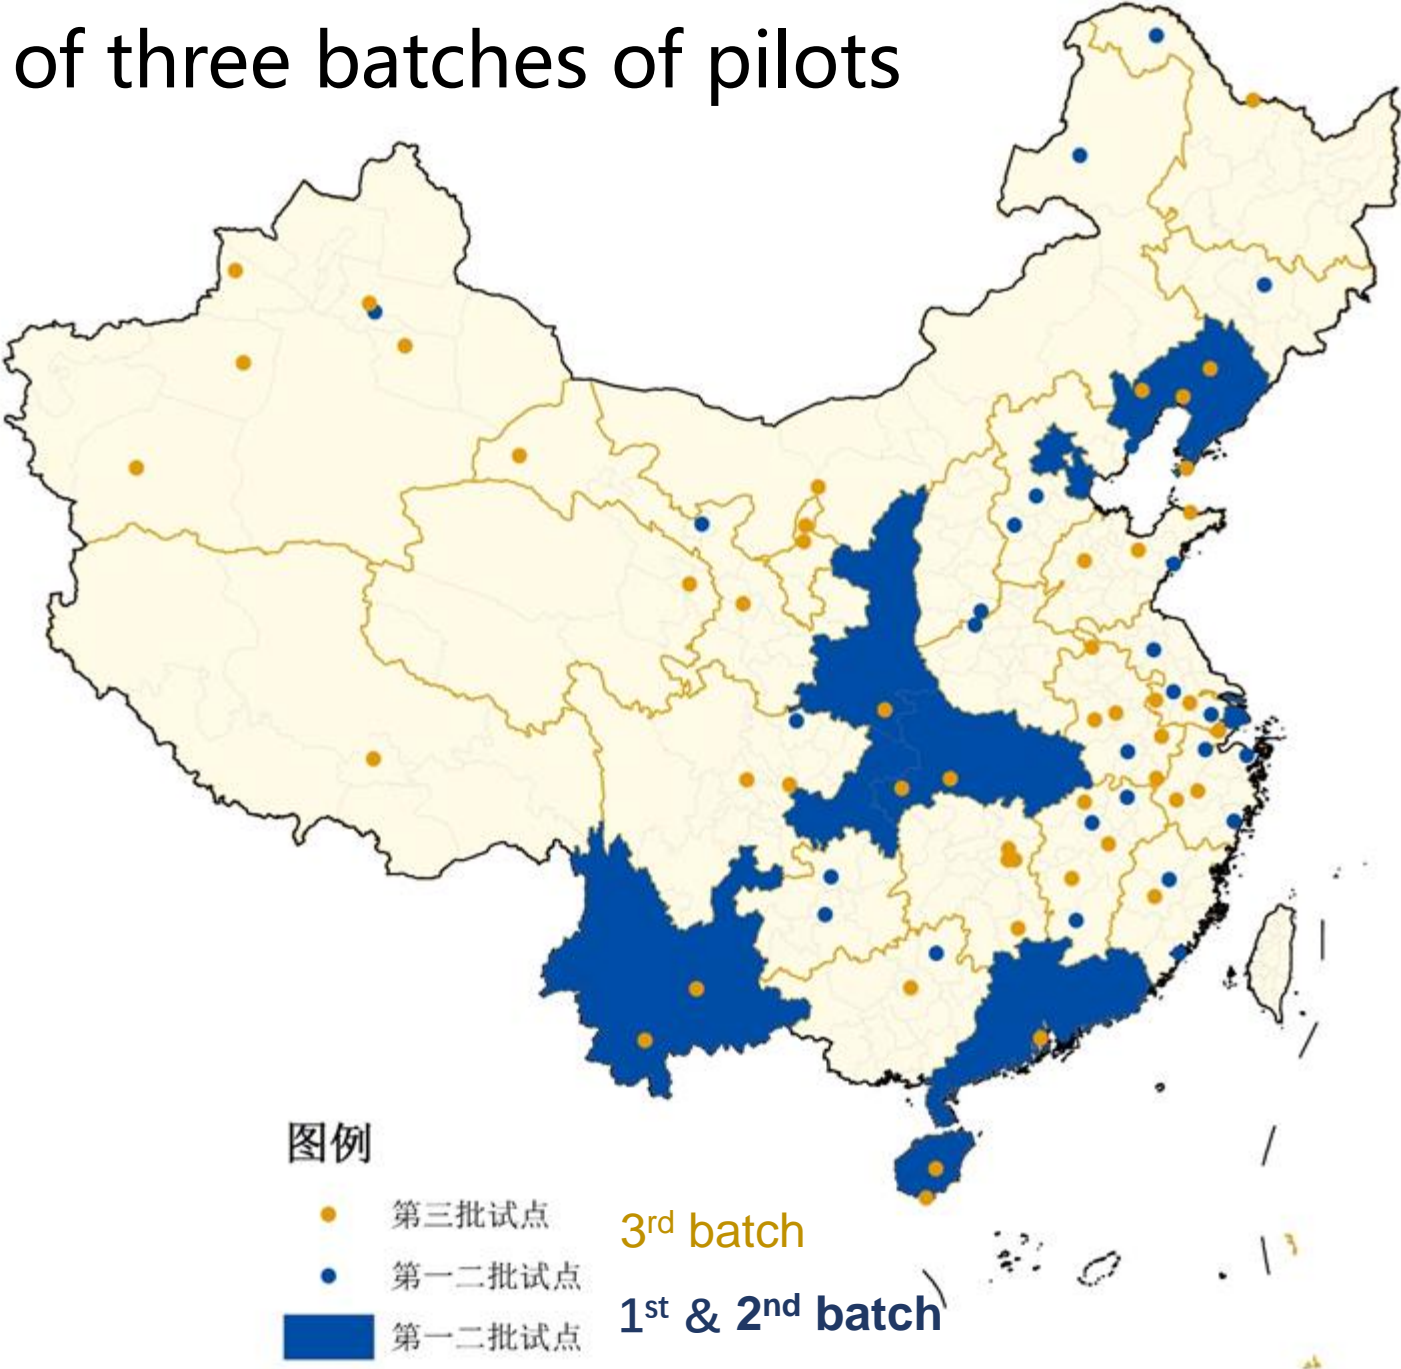 of three batches of pilots
图例
第三批试点
3rd batch
第一二批试点
第一二批试点
1st & 2nd batch